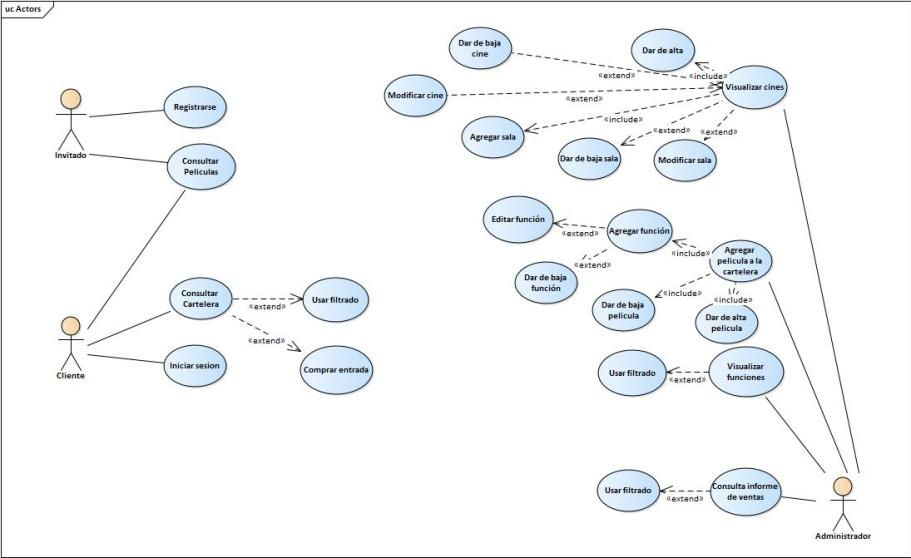 uc Actors
Dar de baja
cine
Dar de alta
«extend»
«include»
Modificar cine
«extend»
Visualizar cines
Registrarse
Invitado
«include»
Agregar sala
«extend»
«extend»
Dar de baja sala
Modificar sala
Consultar
Peliculas
Editar función
«extend»
Agregar función
«extend»
«include»
Agregar
pelicula a la
cartelera
Dar de baja
función
«include»
«include»
Dar de baja
pelicula
Dar de alta
pelicula
Consultar
Cartelera
«extend»
Usar filtrado
«extend»
Comprar entrada
Cliente
Iniciar sesion
Usar filtrado
«extend»
Visualizar
funciones
Usar filtrado
«extend»
Consulta informe
de ventas
Administrador